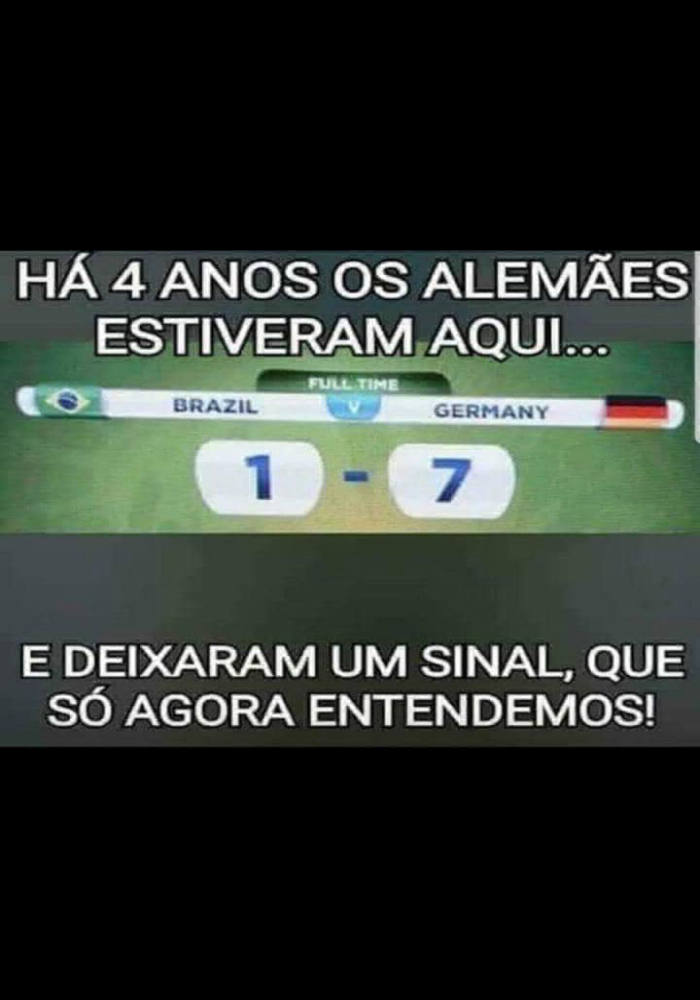 HÁ 4 ANOS OS ALEMÃES
ESTIVERAM AQUI...
FULL TIME
BRAZIL V GERMANY
1 - 7
E DEIXARAM UM SINAL, QUE
SÓ AGORA ENTENDEMOS!